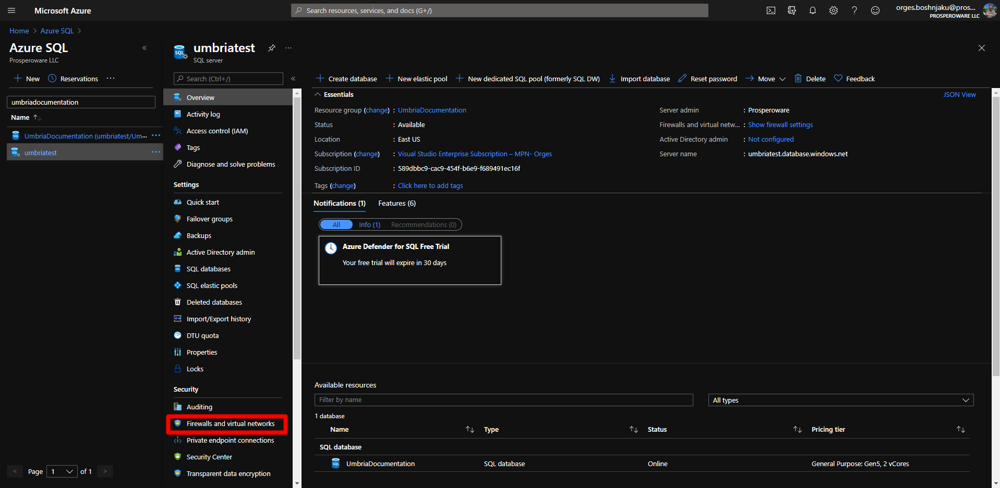 Microsoft Azure
Search resources, services, and docs (G+/)
orges.boshnjaku@pros...
PROSPEROWARE LLC
Home > Azure SQL >
Azure SQL
Prosperoware LLC
New
Reservations
umbriadocumentation
Name
UmbriaDocumentation (umbriatest/Um...
umbriatest
Page 1 of 1
umbriatest
SQL server
Search (Ctrl+/)
Overview
Activity log
Access control (IAM)
Tags
Diagnose and solve problems
Settings
Quick start
Failover groups
Backups
Active Directory admin
SQL databases
SQL elastic pools
Deleted databases
Import/Export history
DTU quota
Properties
Locks
Security
Auditing
Firewalls and virtual networks
Private endpoint connections
Security Center
Transparent data encryption
Create database
New elastic pool
New dedicated SQL pool (formerly SQL DW)
Import database
Reset password
Move
Delete
Feedback
Essentials
JSON View
Resource group (change) : UmbriaDocumentation
Status : Available
Location : East US
Subscription (change) : Visual Studio Enterprise Subscription – MPN- Orges
Subscription ID : 589dbbc9-cac9-454f-b6e9-f689491ec16f
Tags (change) : Click here to add tags
Server admin : Prosperoware
Firewalls and virtual netw... : Show firewall settings
Active Directory admin : Not configured
Server name : umbriatest.database.windows.net
Notifications (1)
Features (6)
All
Info (1)
Recommendations (0)
Azure Defender for SQL Free Trial
Your free trial will expire in 30 days
Available resources
Filter by name
All types
1 database
Name Type Status Pricing tier
SQL database
UmbriaDocumentation SQL database Online General Purpose: Gen5, 2 vCores